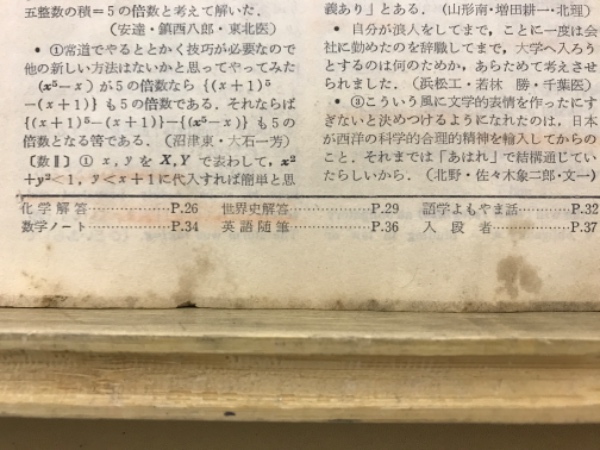 五整数の積＝5の倍数と考えて解いた．
（安達・鎮西八郎・東北医）
• ①常道でやるととかく技巧が必要なので
他の新しい方法はないかと思ってやってみた
(x⁵－x) が5の倍数なら {(x＋1)⁵
－(x＋1)} も5の倍数である．それならば
{(x＋1)⁵－(x＋1)}－{(x⁵－x)} も5の
倍数となる筈である．（沼津東・大石一芳）
〔数Ⅱ〕① x, y を X, Y で表わして，x²
＋y²＜1, y＜x＋1に代入すれば簡単と思
義あり」とある．（山形南・増田耕一・北理）
• 自分が浪人をしてまで，ことに一度は会
社に勤めたのを辞職してまで，大学へ入ろう
とするのは何のためか，あらためて考えさせ
られました．（浜松工・若林　勝・千葉医）
• ③こういう風に文学的表情を作ったにす
ぎないと決めつけるようになれたのは，日本
が西洋の科学的合理的精神を輸入してからの
こと．それまでは「あはれ」で結構通じてい
たらしいから．（北野・佐々木象二郎・文一）
化学解答……………P.26　世界史解答……………P.29　語学よもやま話…………P.32
数学ノート…………P.34　英語随筆………………P.36　入段者………………P.37